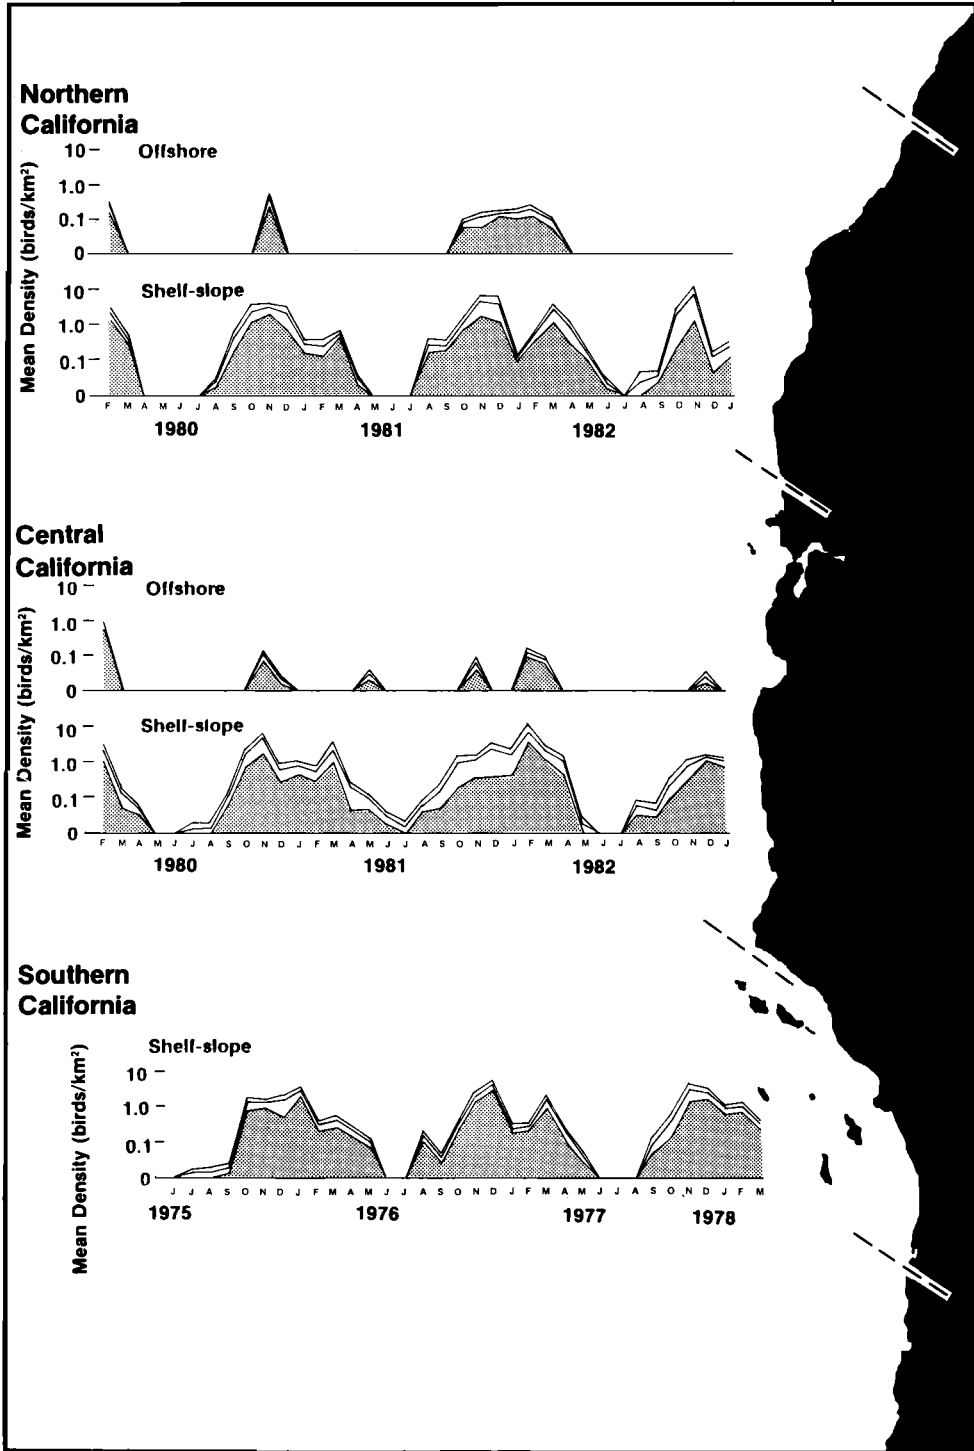 Northern
California
Offshore
10
1.0
0.1
0
Shelf-slope
10
1.0
0.1
0
Mean Density (birds/km²)
F M A M J J A S O N D J F M A M J J A S O N D J F M A M J J A S O N D J
1980 1981 1982
Central
California
Offshore
10
1.0
0.1
0
Shelf-slope
10
1.0
0.1
0
Mean Density (birds/km²)
F M A M J J A S O N D J F M A M J J A S O N D J F M A M J J A S O N D J
1980 1981 1982
Southern
California
Shelf-slope
10
1.0
0.1
0
Mean Density (birds/km²)
J J A S O N D J F M A M J J A S O N D J F M A M J J A S O N D J F M
1975 1976 1977 1978